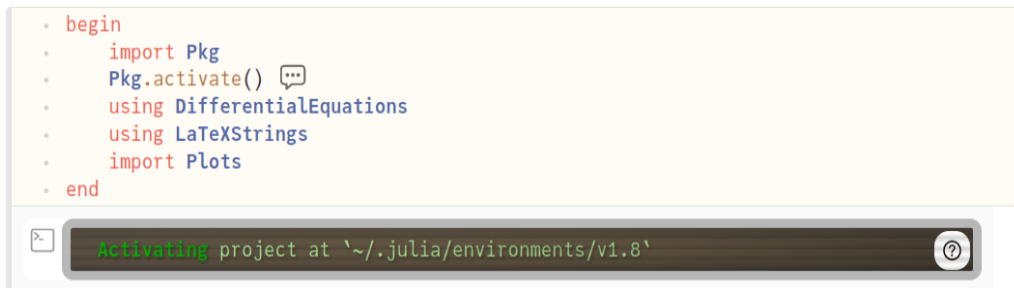 begin
import Pkg
Pkg.activate()
using DifferentialEquations
using LaTeXStrings
import Plots
end
Activating project at `~/.julia/environments/v1.8`